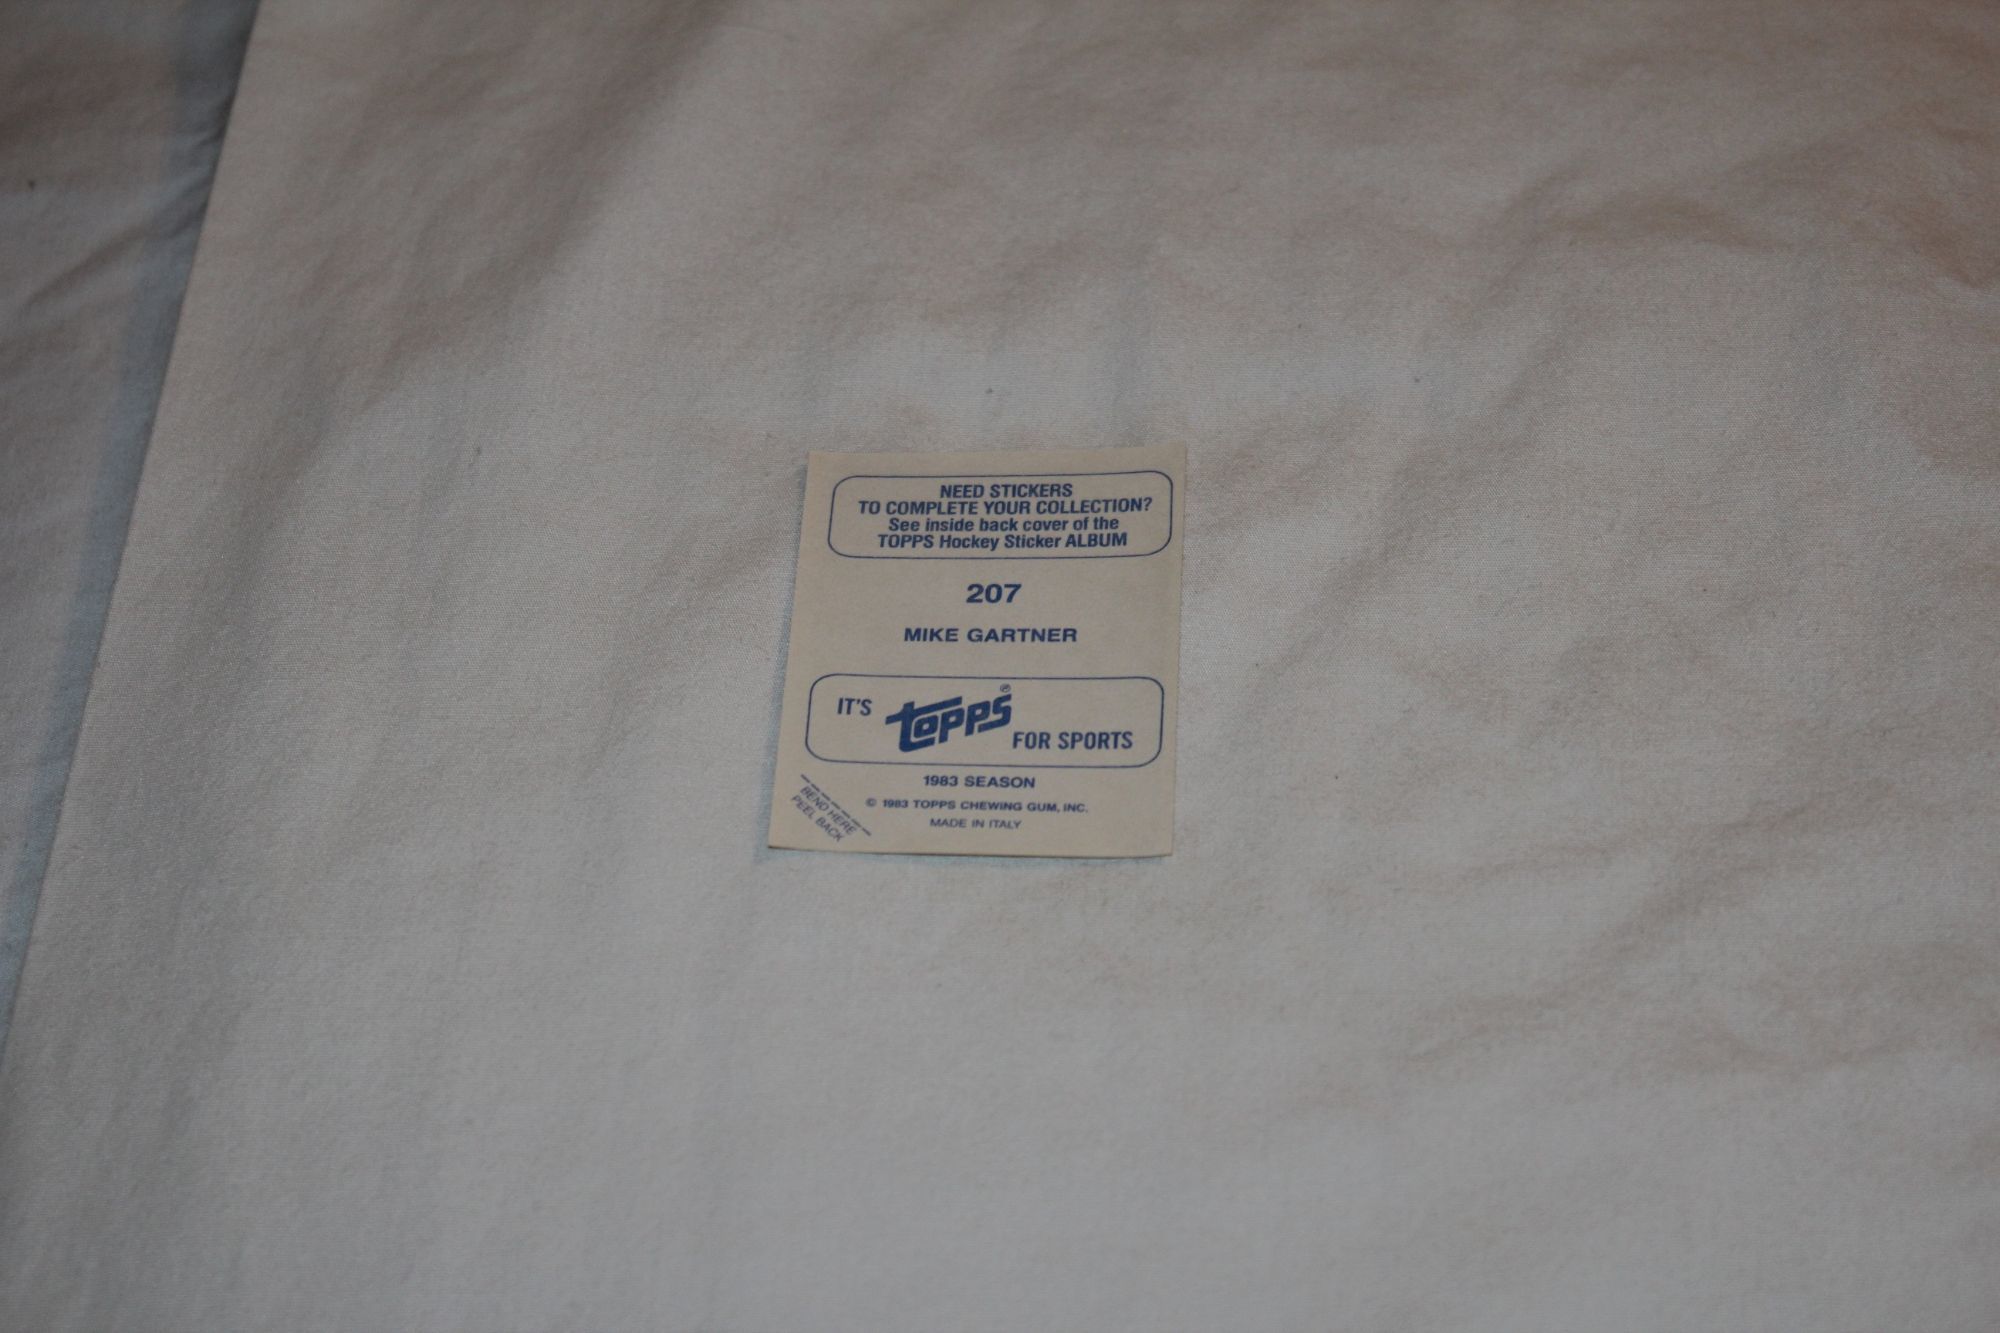 NEED STICKERS
TO COMPLETE YOUR COLLECTION?
See inside back cover of the
TOPPS Hockey Sticker ALBUM
207
MIKE GARTNER
IT'S topps® FOR SPORTS
1983 SEASON
© 1983 TOPPS CHEWING GUM, INC.
MADE IN ITALY
BEND HERE
PEEL BACK